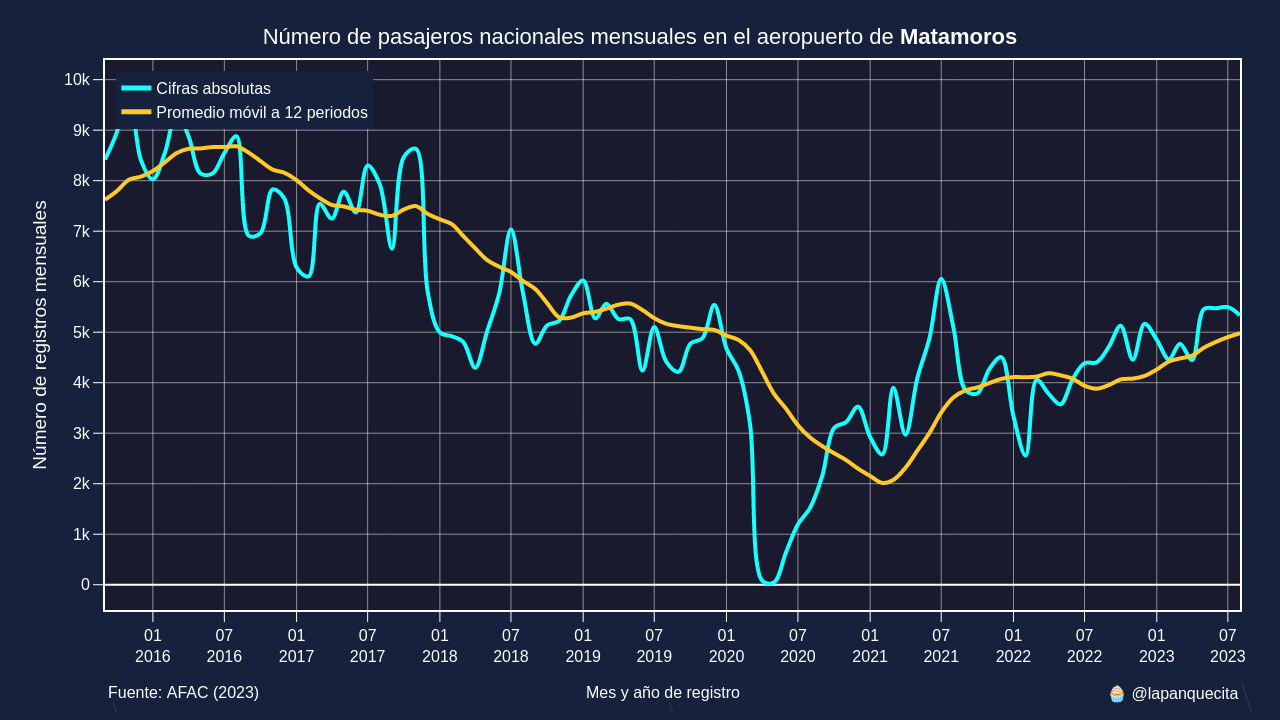 Número de pasajeros nacionales mensuales en el aeropuerto de Matamoros
Cifras absolutas
Promedio móvil a 12 periodos
Número de registros mensuales
10k
9k
8k
7k
6k
5k
4k
3k
2k
1k
0
01 07 01 07 01 07 01 07 01 07 01 07 01 07 01 07
2016 2016 2017 2017 2018 2018 2019 2019 2020 2020 2021 2021 2022 2022 2023 2023
Fuente: AFAC (2023)
Mes y año de registro
🧁 @lapanquecita